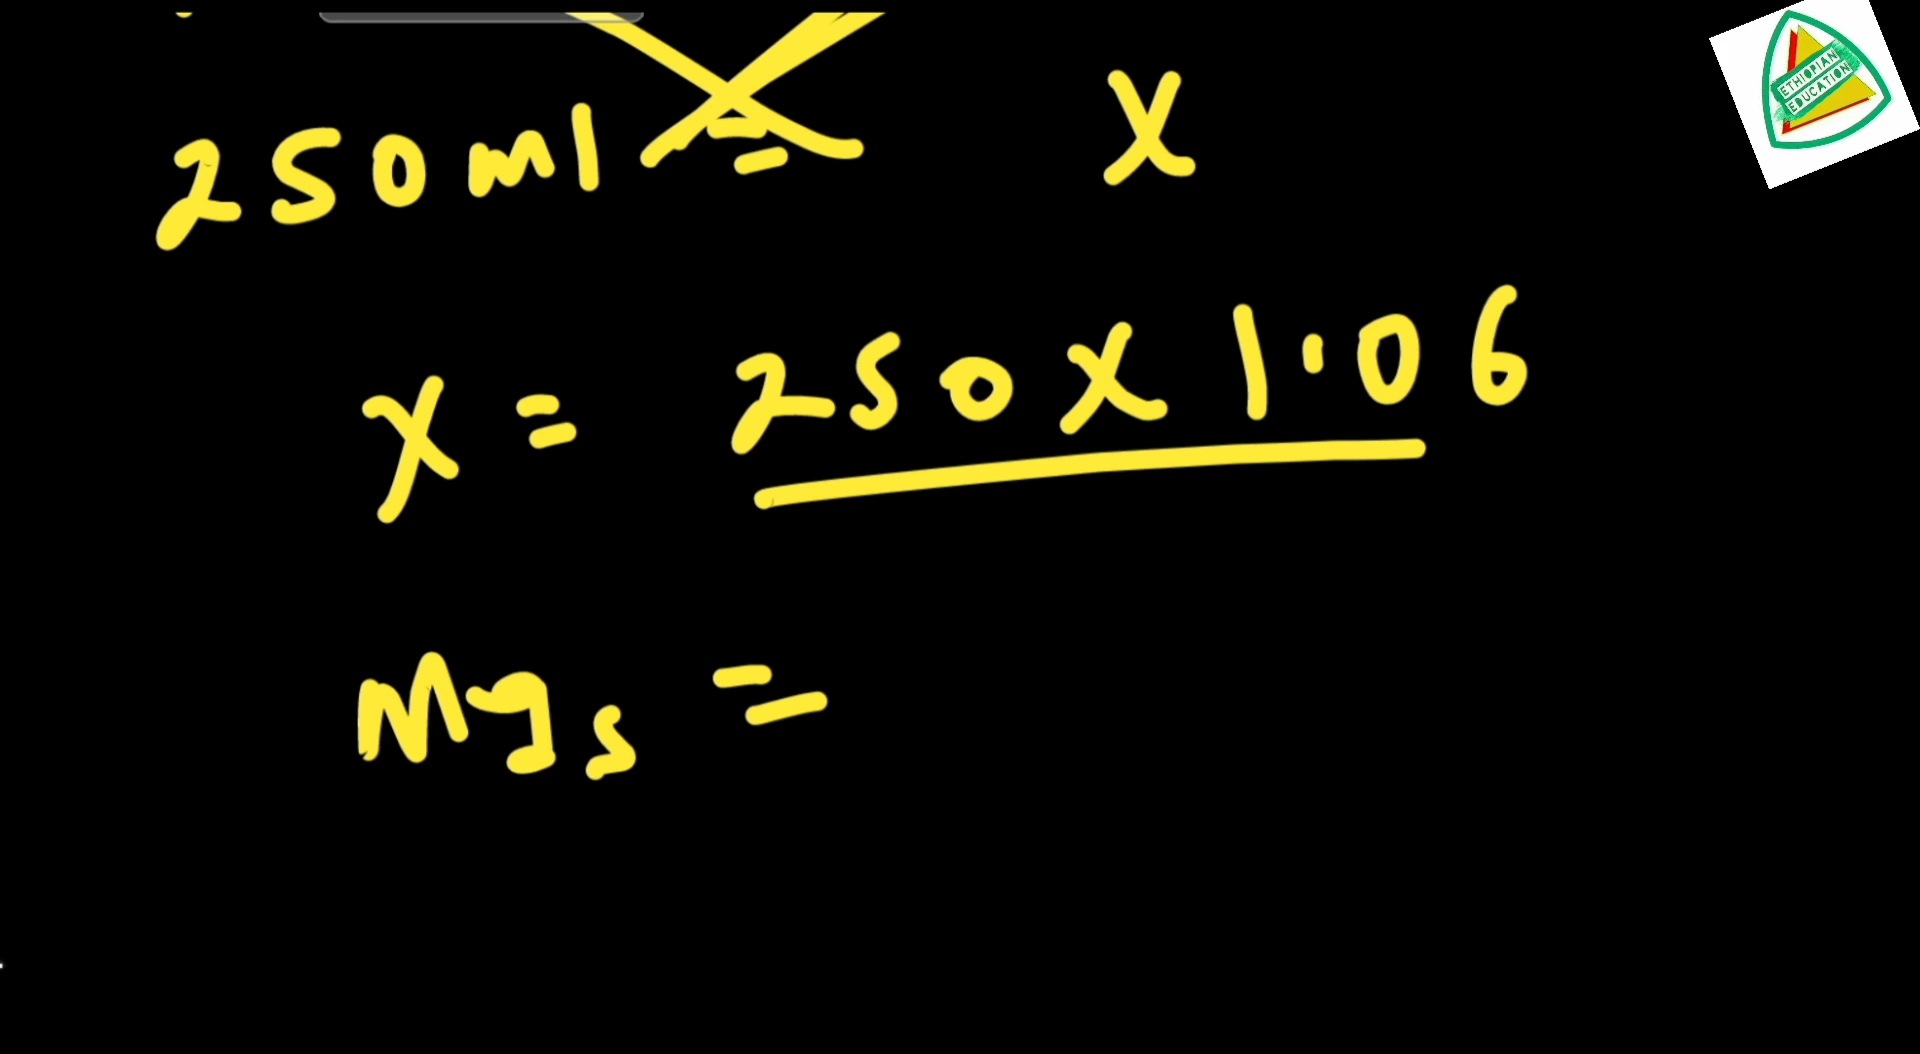 ETHIOPIAN
EDUCATION
250ml = X
X = 250 X 1.06
Mgs =